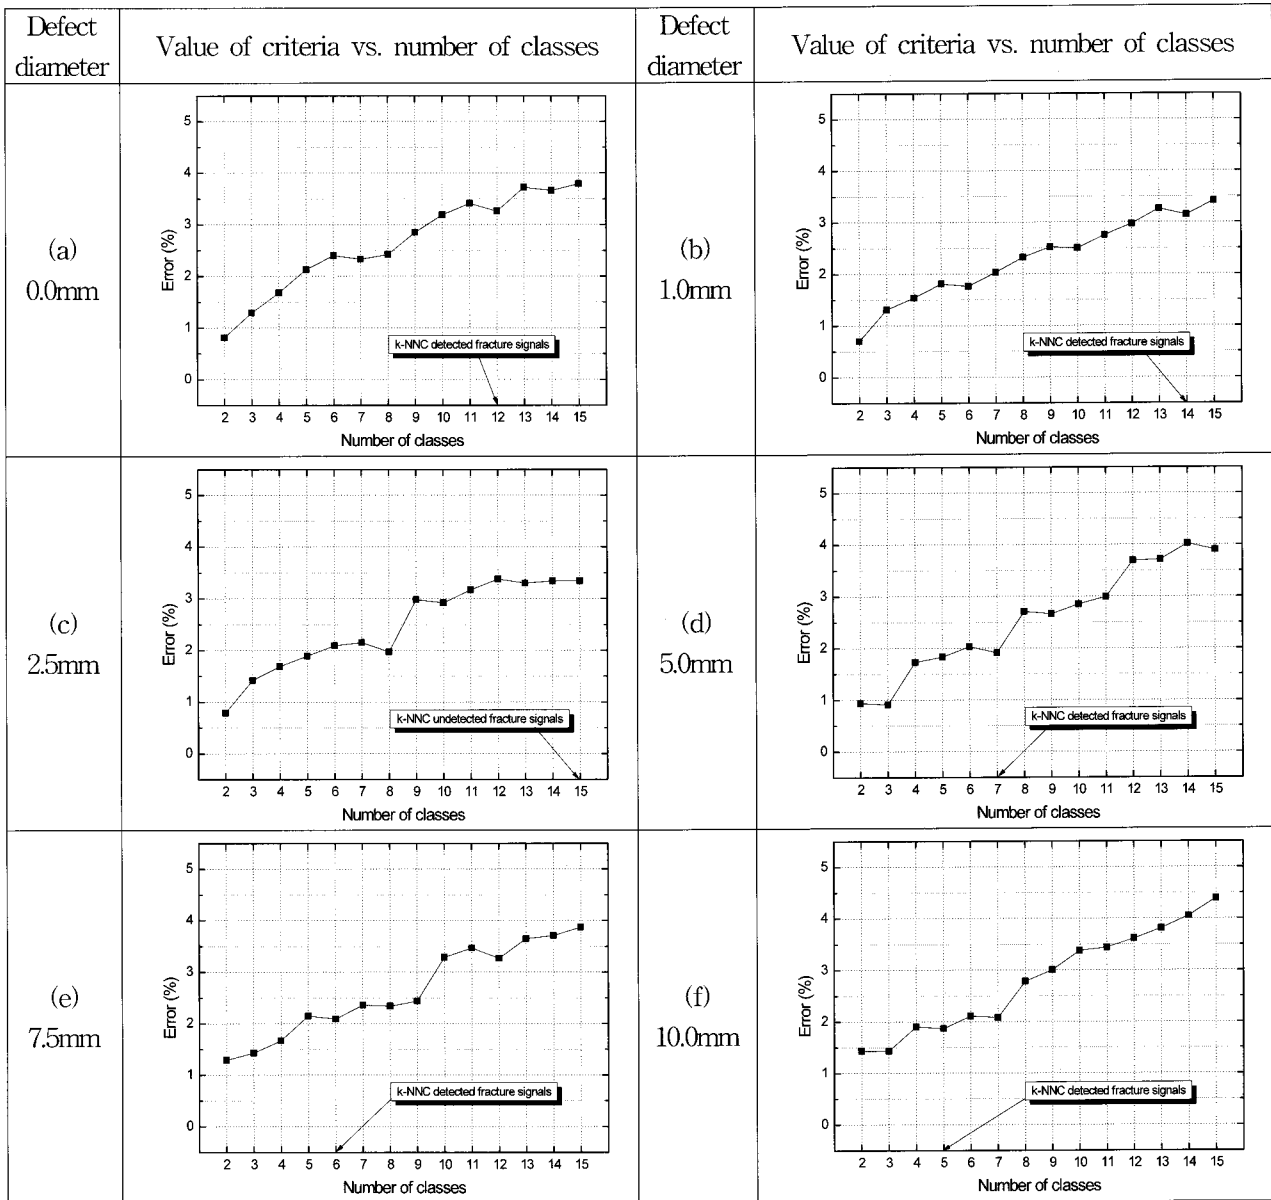 Defect diameter
Value of criteria vs. number of classes
Defect diameter
Value of criteria vs. number of classes
(a)
0.0mm
Error (%)
5
4
3
2
1
0
k-NNC detected fracture signals
2 3 4 5 6 7 8 9 10 11 12 13 14 15
Number of classes
(b)
1.0mm
Error (%)
5
4
3
2
1
0
k-NNC detected fracture signals
2 3 4 5 6 7 8 9 10 11 12 13 14 15
Number of classes
(c)
2.5mm
Error (%)
5
4
3
2
1
0
k-NNC undetected fracture signals
2 3 4 5 6 7 8 9 10 11 12 13 14 15
Number of classes
(d)
5.0mm
Error (%)
5
4
3
2
1
0
k-NNC detected fracture signals
2 3 4 5 6 7 8 9 10 11 12 13 14 15
Number of classes
(e)
7.5mm
Error (%)
5
4
3
2
1
0
k-NNC detected fracture signals
2 3 4 5 6 7 8 9 10 11 12 13 14 15
Number of classes
(f)
10.0mm
Error (%)
5
4
3
2
1
0
k-NNC detected fracture signals
2 3 4 5 6 7 8 9 10 11 12 13 14 15
Number of classes